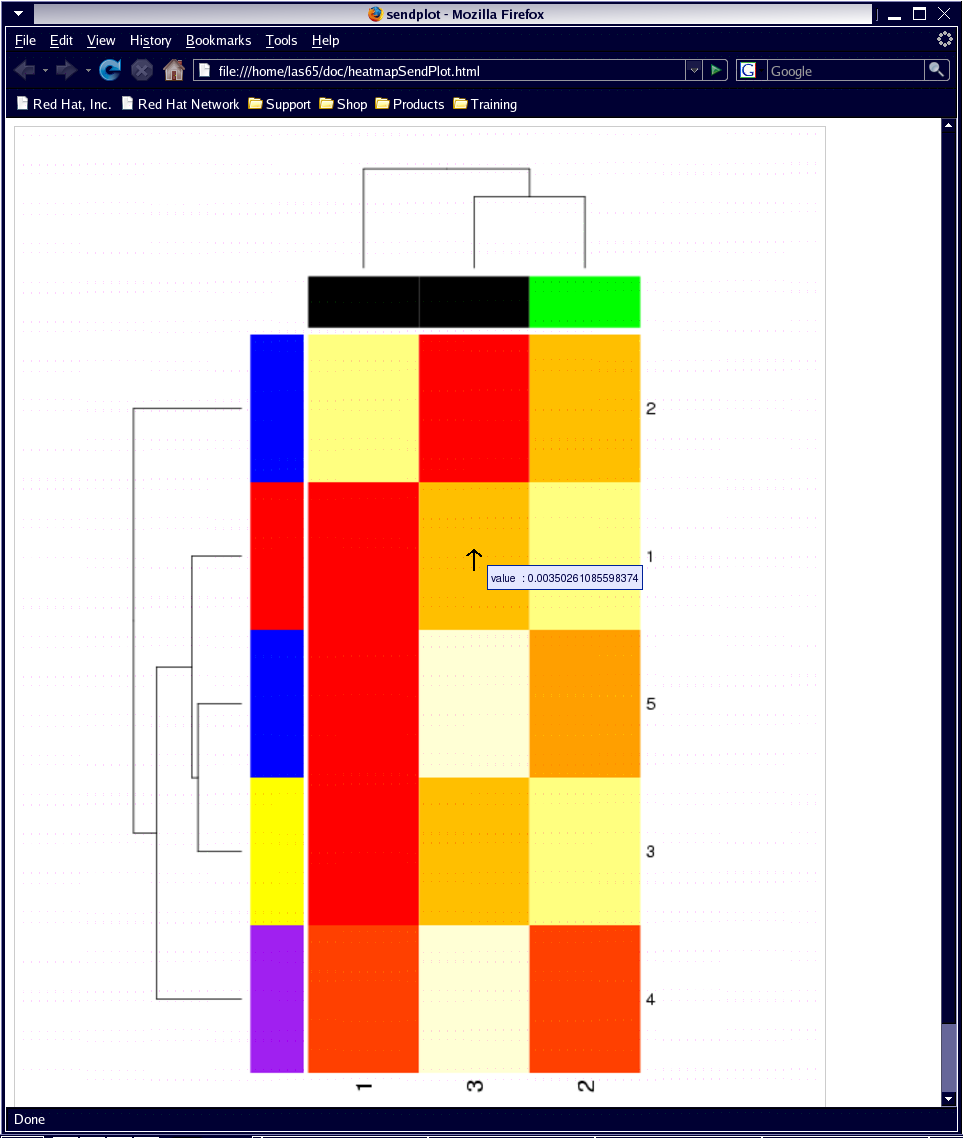 sendplot - Mozilla Firefox
File Edit View History Bookmarks Tools Help
file:///home/las65/doc/heatmapSendPlot.html
G Google
Red Hat, Inc. Red Hat Network Support Shop Products Training
2
1
value : 0.00350261085598374
5
3
4
1 3 2
Done